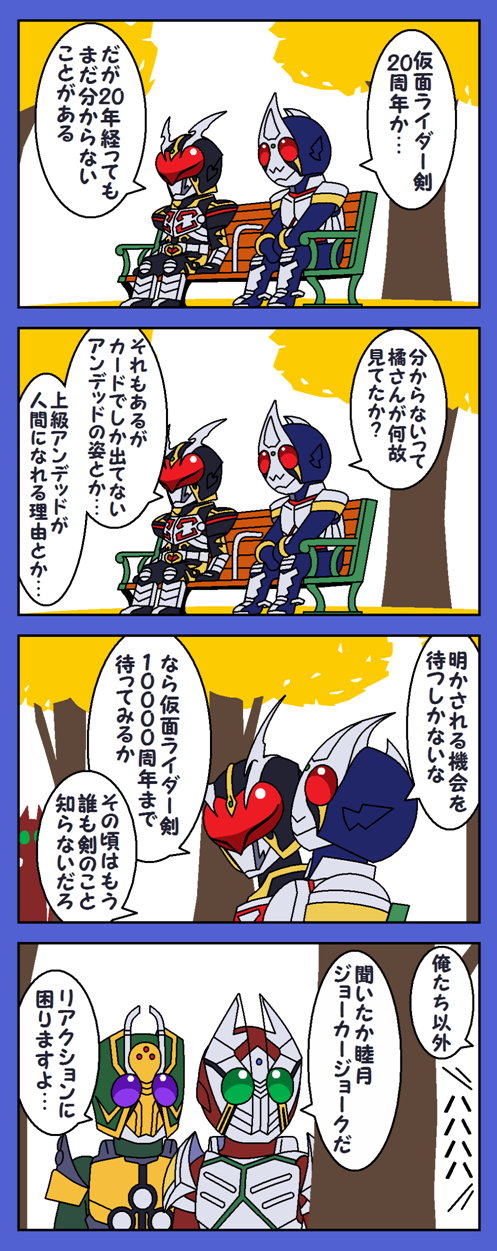 仮面ライダー剣
20周年か…
だが20年経っても
まだ分からない
ことがある
分からないって
橘さんが何故
見てたか？
それもあるが
カードでしか出てない
アンデッドの姿とか…
上級アンデッドが
人間になれる理由とか…
明かされる機会を
待つしかないな
なら仮面ライダー剣
10000周年まで
待ってみるか
その頃はもう
誰も剣のこと
知らないだろ
俺たち以外
ハハハハ
聞いたか睦月
ジョーカージョークだ
リアクションに
困りますよ…